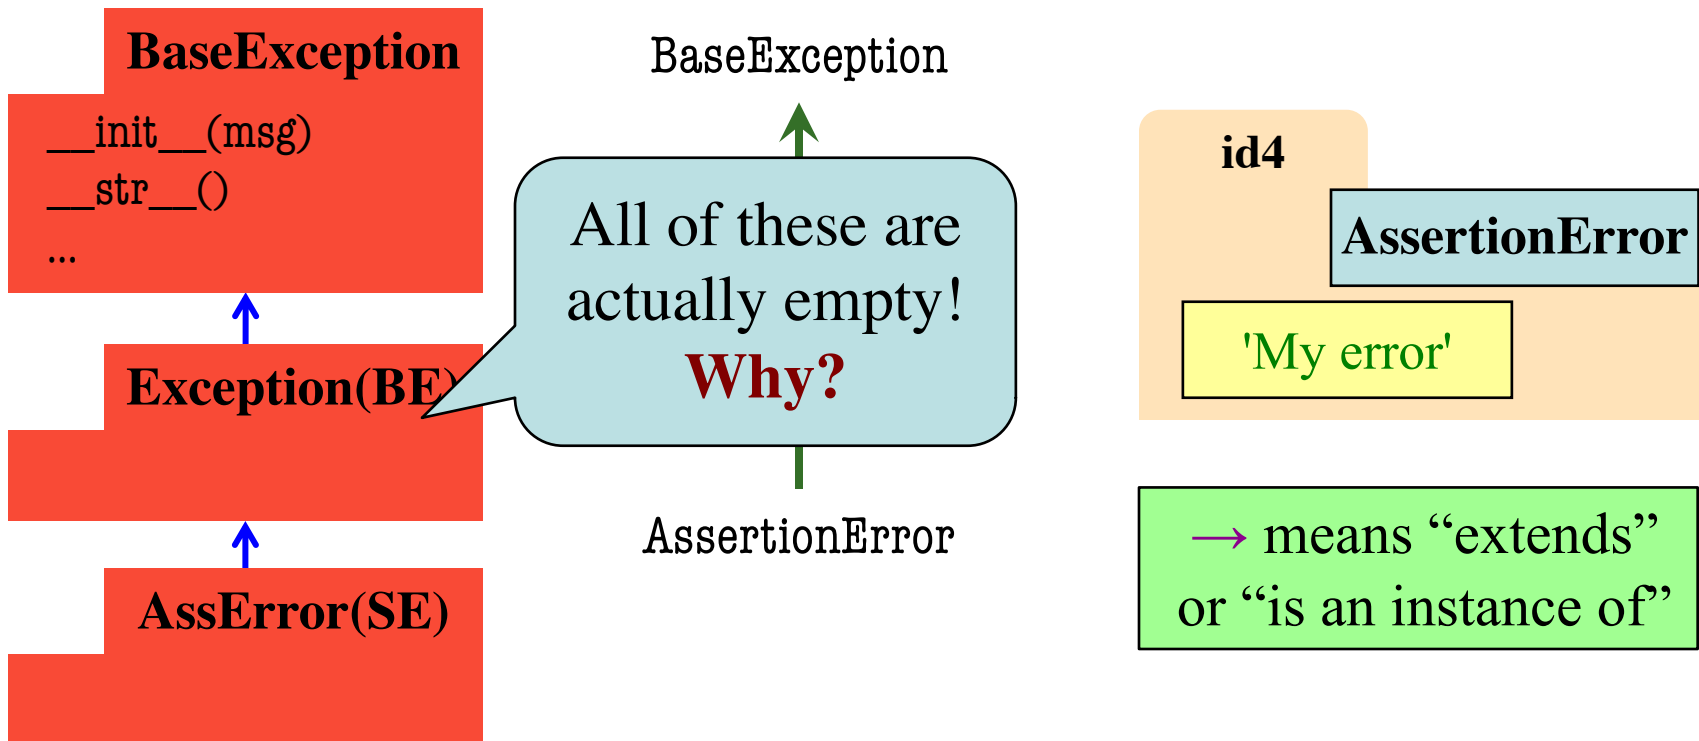 BaseException
__init__(msg)
__str__()
...
Exception(BE)
AssError(SE)
BaseException
All of these are
actually empty!
Why?
AssertionError
id4
AssertionError
'My error'
→ means “extends”
or “is an instance of”